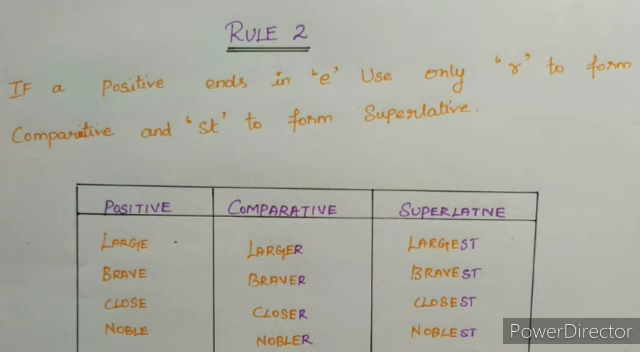 RULE 2
IF a Positive ends in 'e' Use only 'r' to form
Comparative and 'st' to form Superlative.
POSITIVE COMPARATIVE SUPERLATIVE
LARGE LARGER LARGEST
BRAVE BRAVER BRAVEST
CLOSE CLOSER CLOSEST
NOBLE NOBLER NOBLEST
PowerDirector